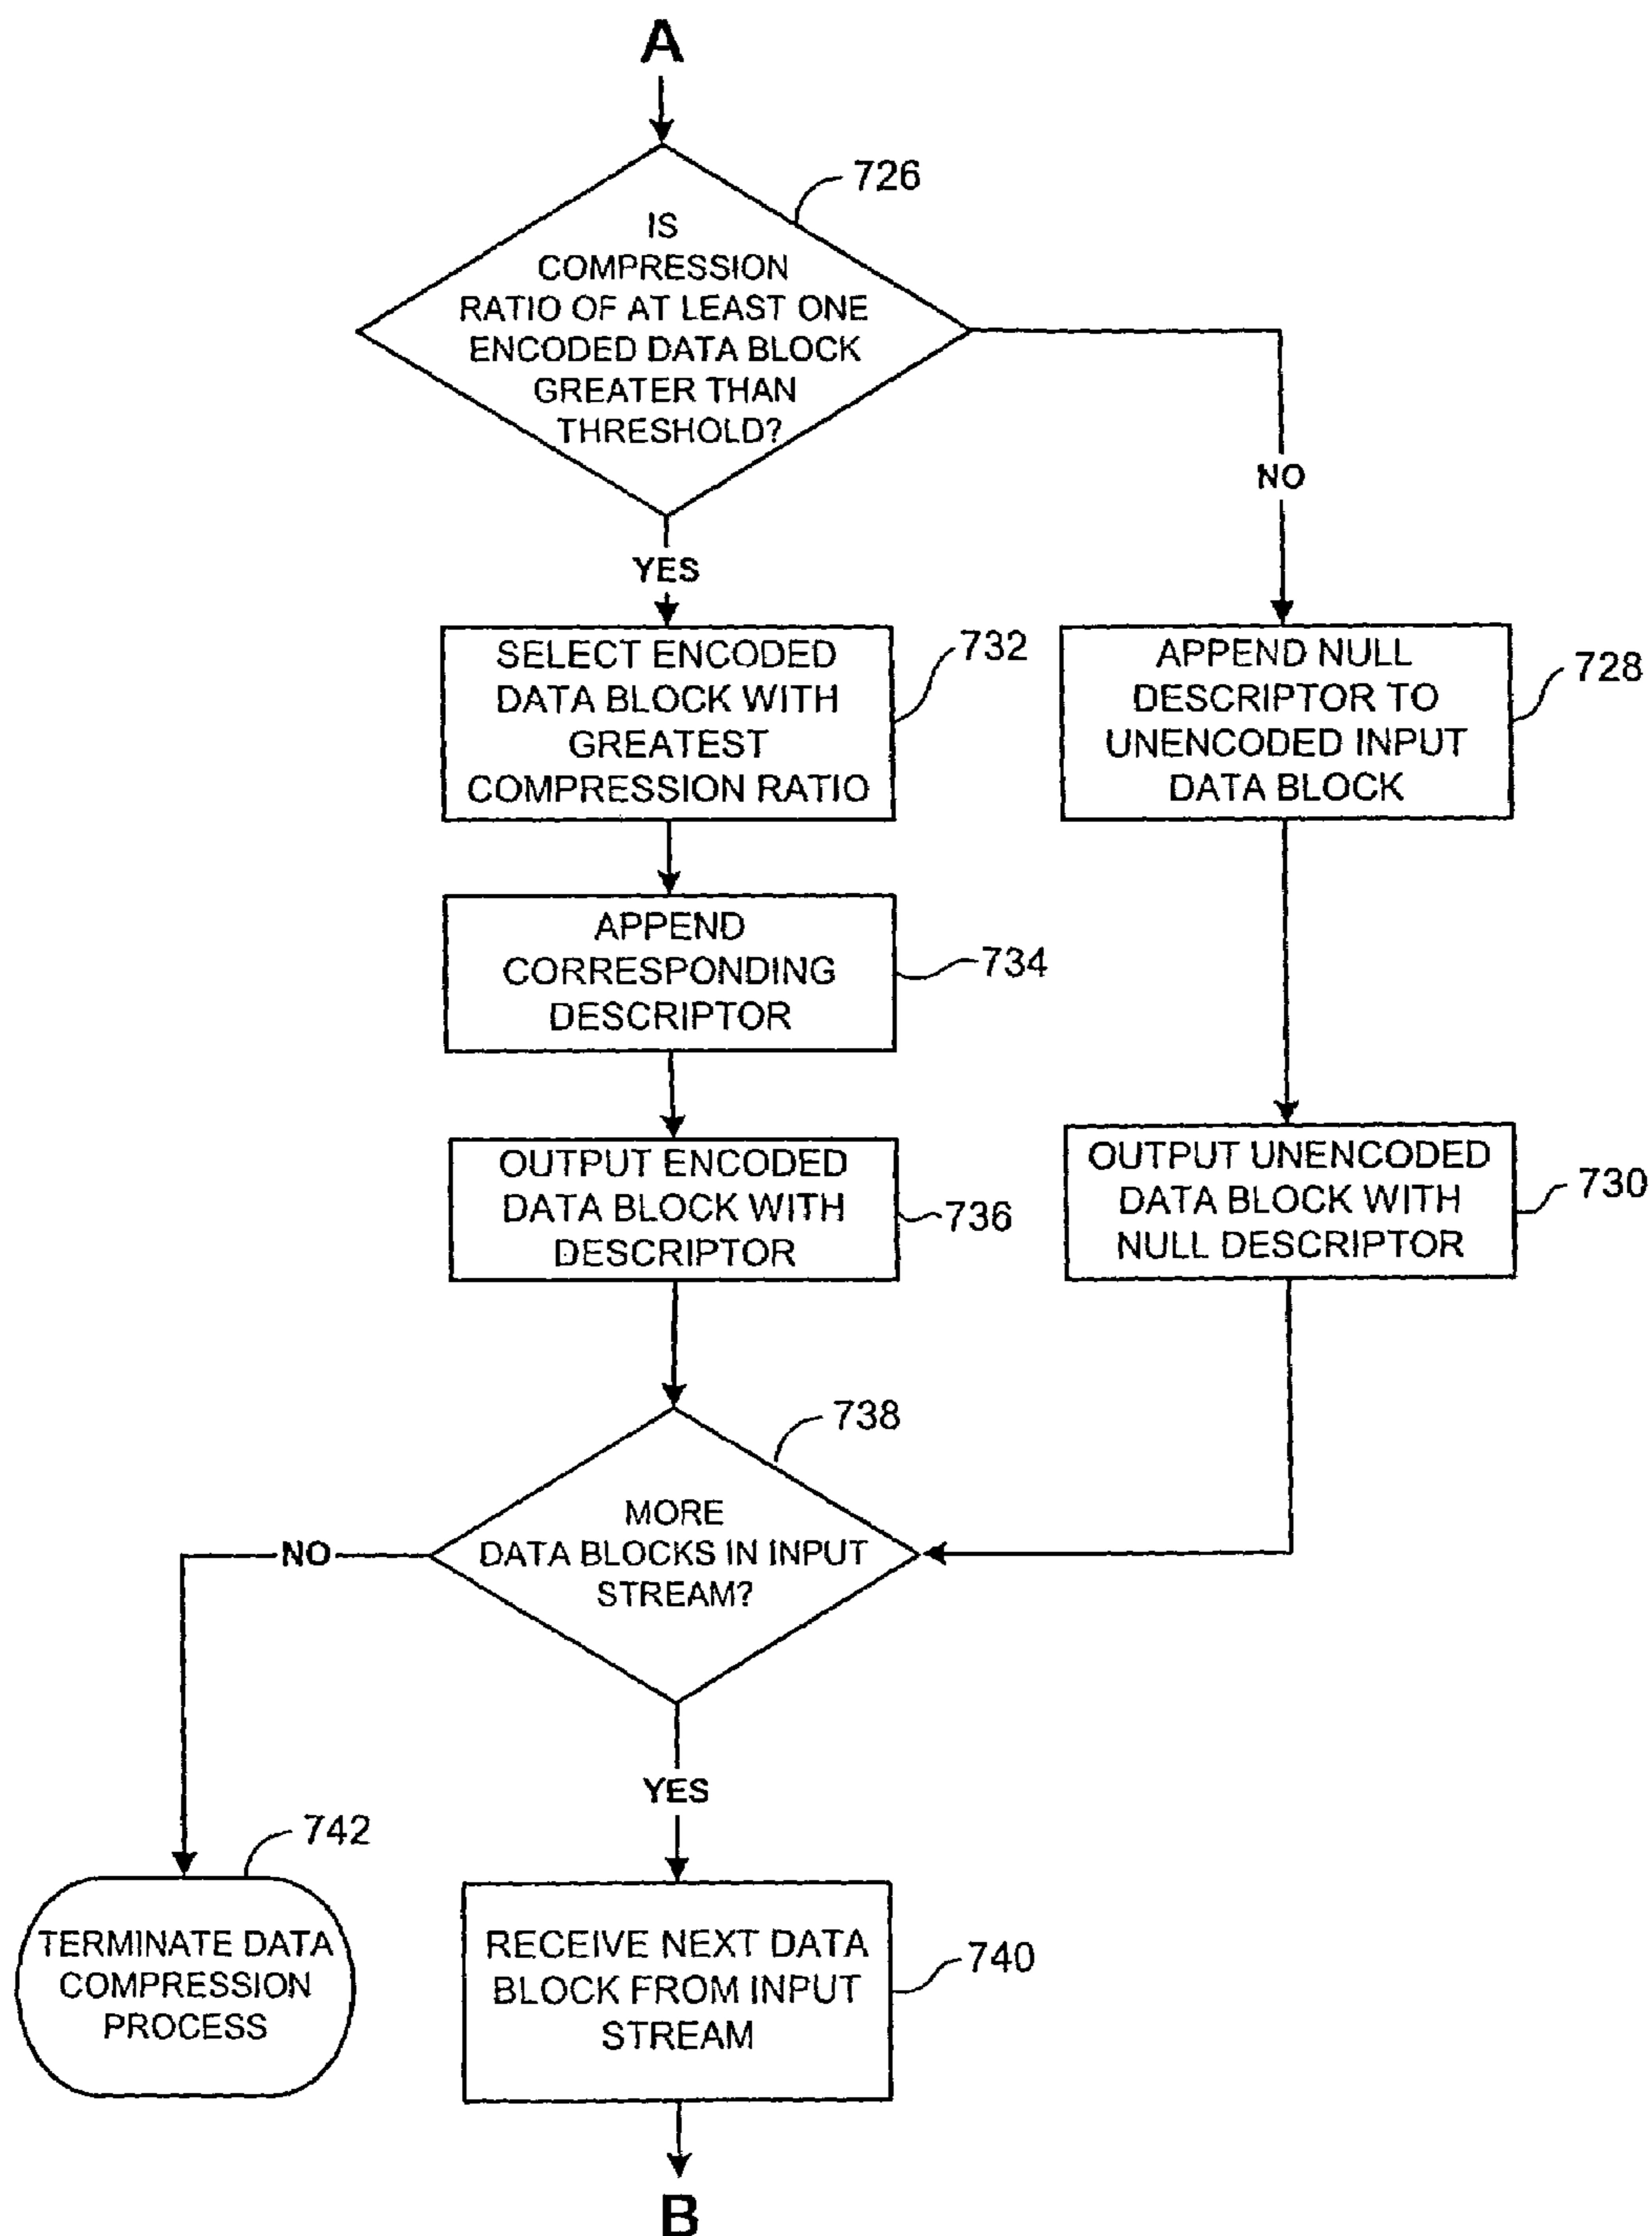 A
726
IS
COMPRESSION
RATIO OF AT LEAST ONE
ENCODED DATA BLOCK
GREATER THAN
THRESHOLD?
NO
YES
SELECT ENCODED
DATA BLOCK WITH
GREATEST
COMPRESSION RATIO
732
APPEND NULL
DESCRIPTOR TO
UNENCODED INPUT
DATA BLOCK
728
APPEND
CORRESPONDING
DESCRIPTOR
734
OUTPUT ENCODED
DATA BLOCK WITH
DESCRIPTOR
736
OUTPUT UNENCODED
DATA BLOCK WITH
NULL DESCRIPTOR
730
738
MORE
DATA BLOCKS IN INPUT
STREAM?
NO
YES
742
TERMINATE DATA
COMPRESSION
PROCESS
RECEIVE NEXT DATA
BLOCK FROM INPUT
STREAM
740
B